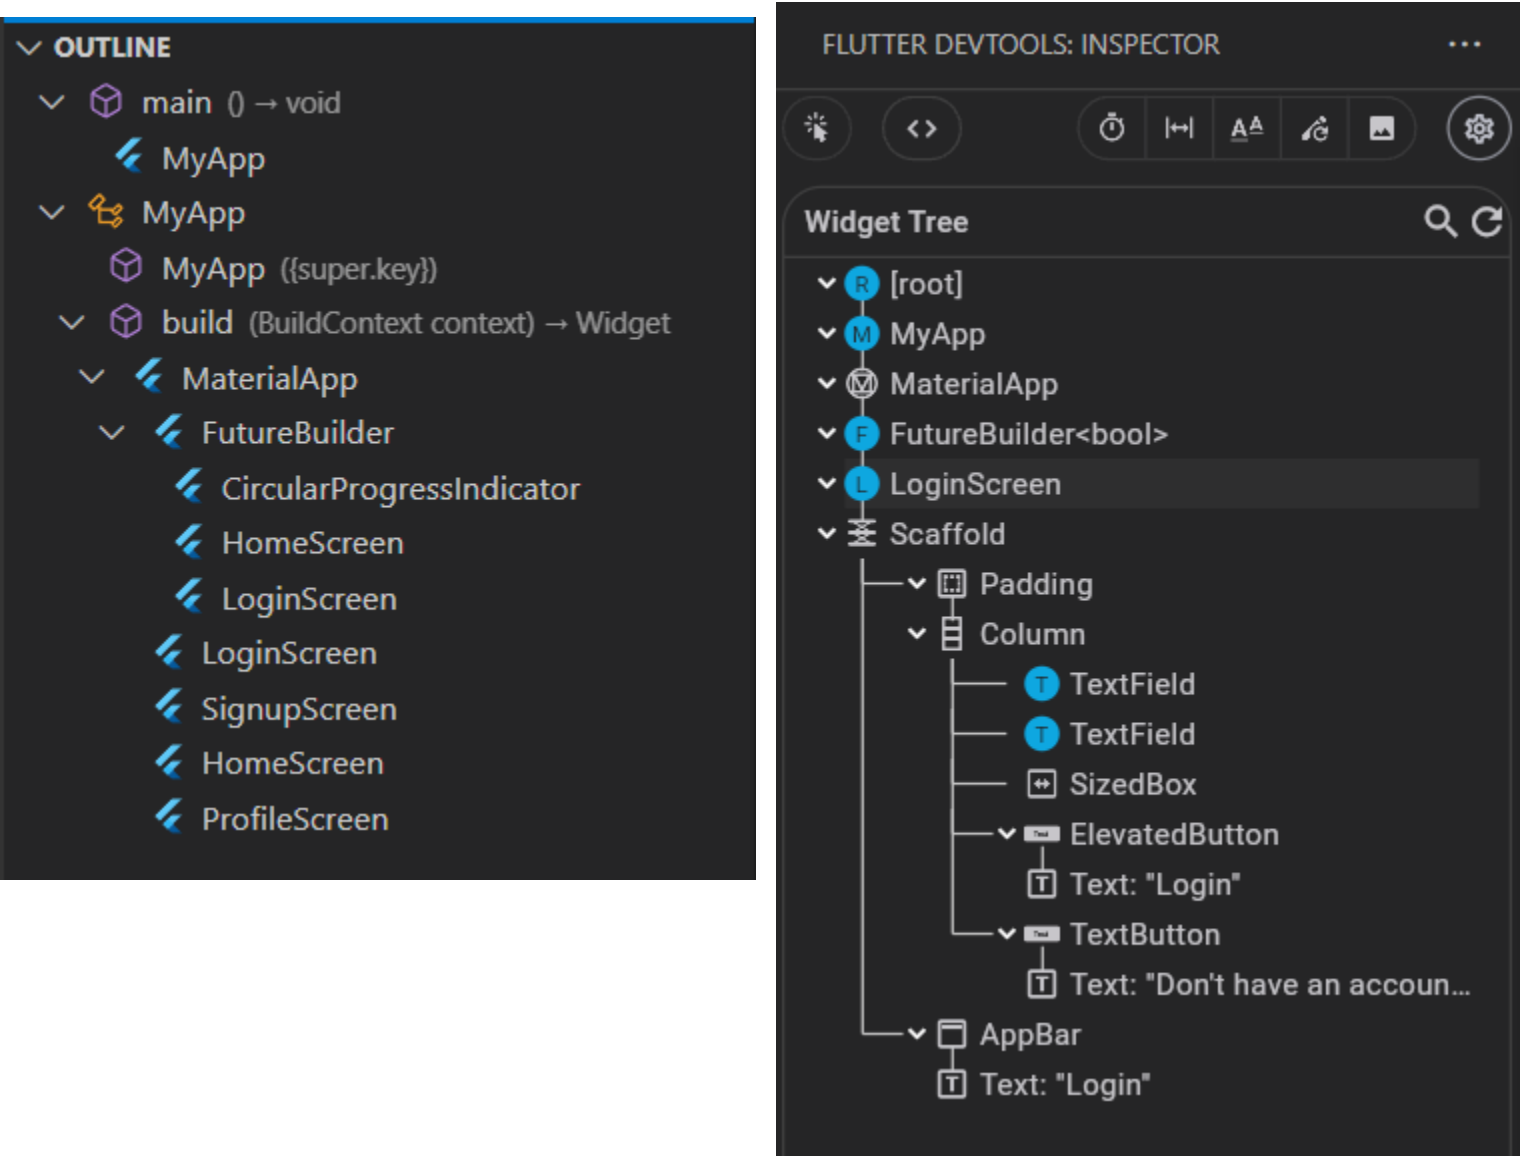 OUTLINE
main () → void
MyApp
MyApp
MyApp ({super.key})
build (BuildContext context) → Widget
MaterialApp
FutureBuilder
CircularProgressIndicator
HomeScreen
LoginScreen
LoginScreen
SignupScreen
HomeScreen
ProfileScreen
FLUTTER DEVTOOLS: INSPECTOR
Widget Tree
R [root]
M MyApp
MaterialApp
F FutureBuilder<bool>
L LoginScreen
Scaffold
Padding
Column
T TextField
T TextField
SizedBox
ElevatedButton
T Text: "Login"
TextButton
T Text: "Don't have an accoun...
AppBar
T Text: "Login"